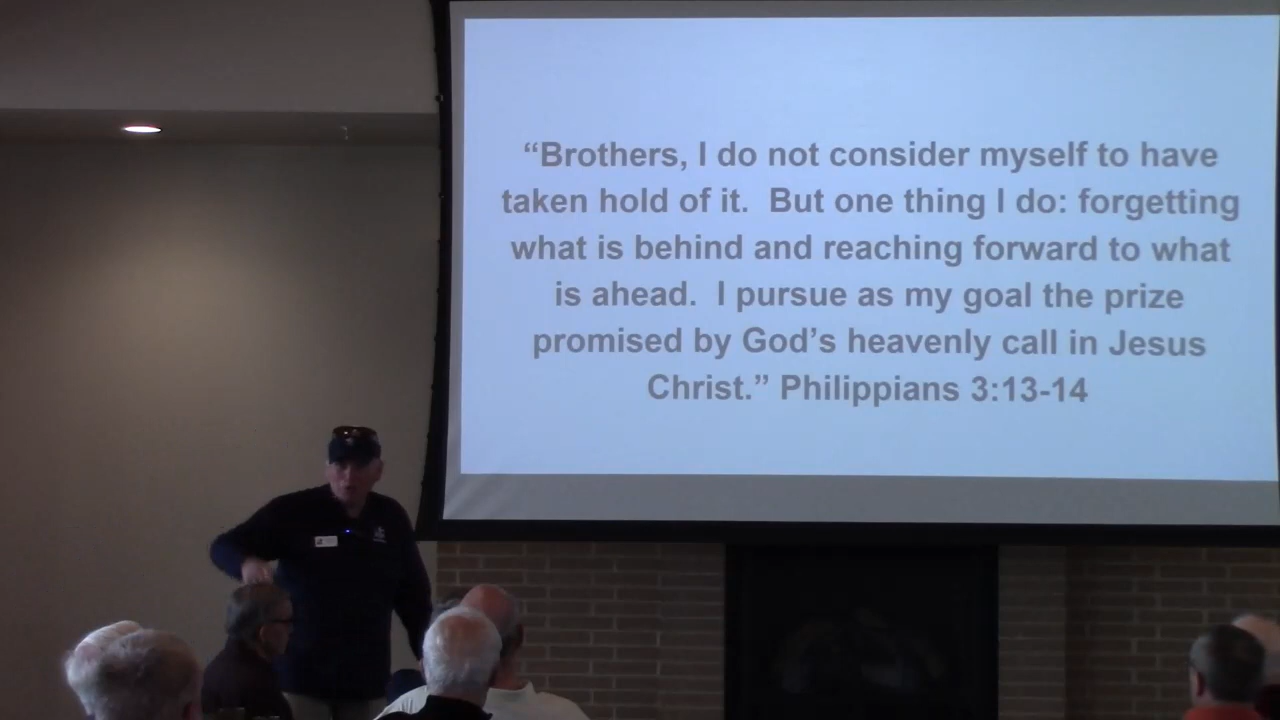 “Brothers, I do not consider myself to have
taken hold of it.  But one thing I do: forgetting
what is behind and reaching forward to what
is ahead.  I pursue as my goal the prize
promised by God’s heavenly call in Jesus
Christ.” Philippians 3:13-14